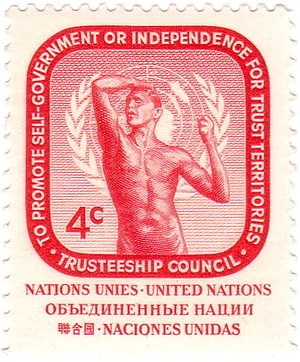 · TO PROMOTE SELF-GOVERNMENT OR INDEPENDENCE FOR TRUST TERRITORIES ·
4c
TRUSTEESHIP COUNCIL
NATIONS UNIES · UNITED NATIONS
ОБЪЕДИНЕННЫЕ НАЦИИ
聯合國 · NACIONES UNIDAS